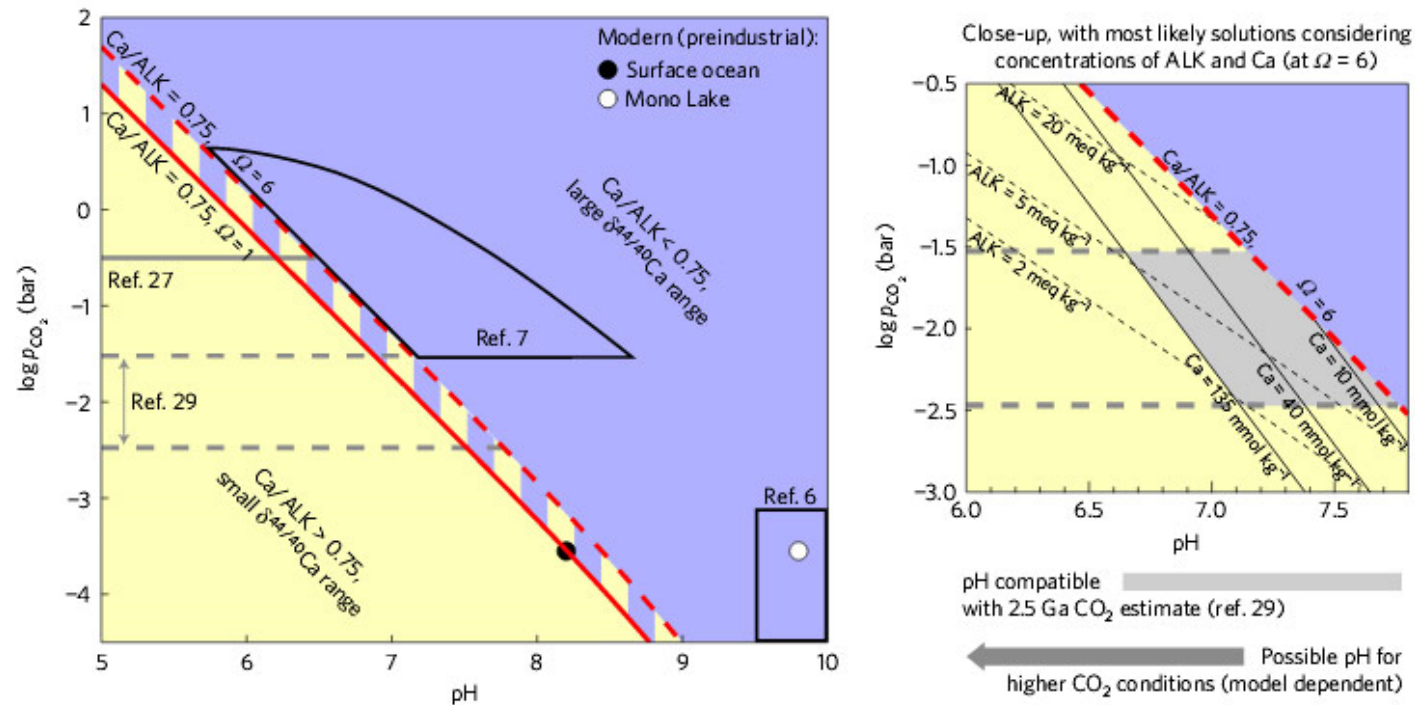 2
1
0
−1
−2
−3
−4
log pCO₂ (bar)
5
6
7
8
9
10
pH
Modern (preindustrial):
Surface ocean
Mono Lake
Ca/ALK = 0.75,
Ω = 6
Ca/ALK = 0.75, Ω = 1
Ca/ALK < 0.75,
large δ⁴⁴/⁴⁰Ca range
Ref. 27
Ref. 7
Ref. 29
Ca/ALK > 0.75,
small δ⁴⁴/⁴⁰Ca range
Ref. 6
Close-up, with most likely solutions considering
concentrations of ALK and Ca (at Ω = 6)
−0.5
−1.0
−1.5
−2.0
−2.5
−3.0
log pCO₂ (bar)
6.0
6.5
7.0
7.5
pH
ALK = 20 meq kg⁻¹
ALK = 5 meq kg⁻¹
ALK = 2 meq kg⁻¹
Ca/ALK = 0.75,
Ω = 6
Ca = 10 mmol kg⁻¹
Ca = 40 mmol kg⁻¹
Ca = 135 mmol kg⁻¹
pH compatible
with 2.5 Ga CO₂ estimate (ref. 29)
Possible pH for
higher CO₂ conditions (model dependent)